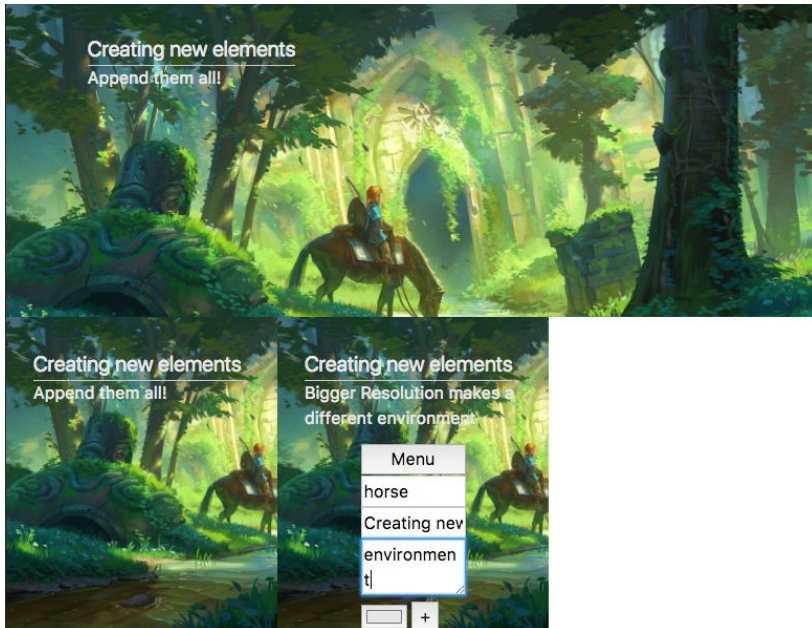 Creating new elements
Append them all!
Creating new elements
Append them all!
Creating new elements
Bigger Resolution makes a
different environment
Menu
horse
Creating new
environmen
t
+